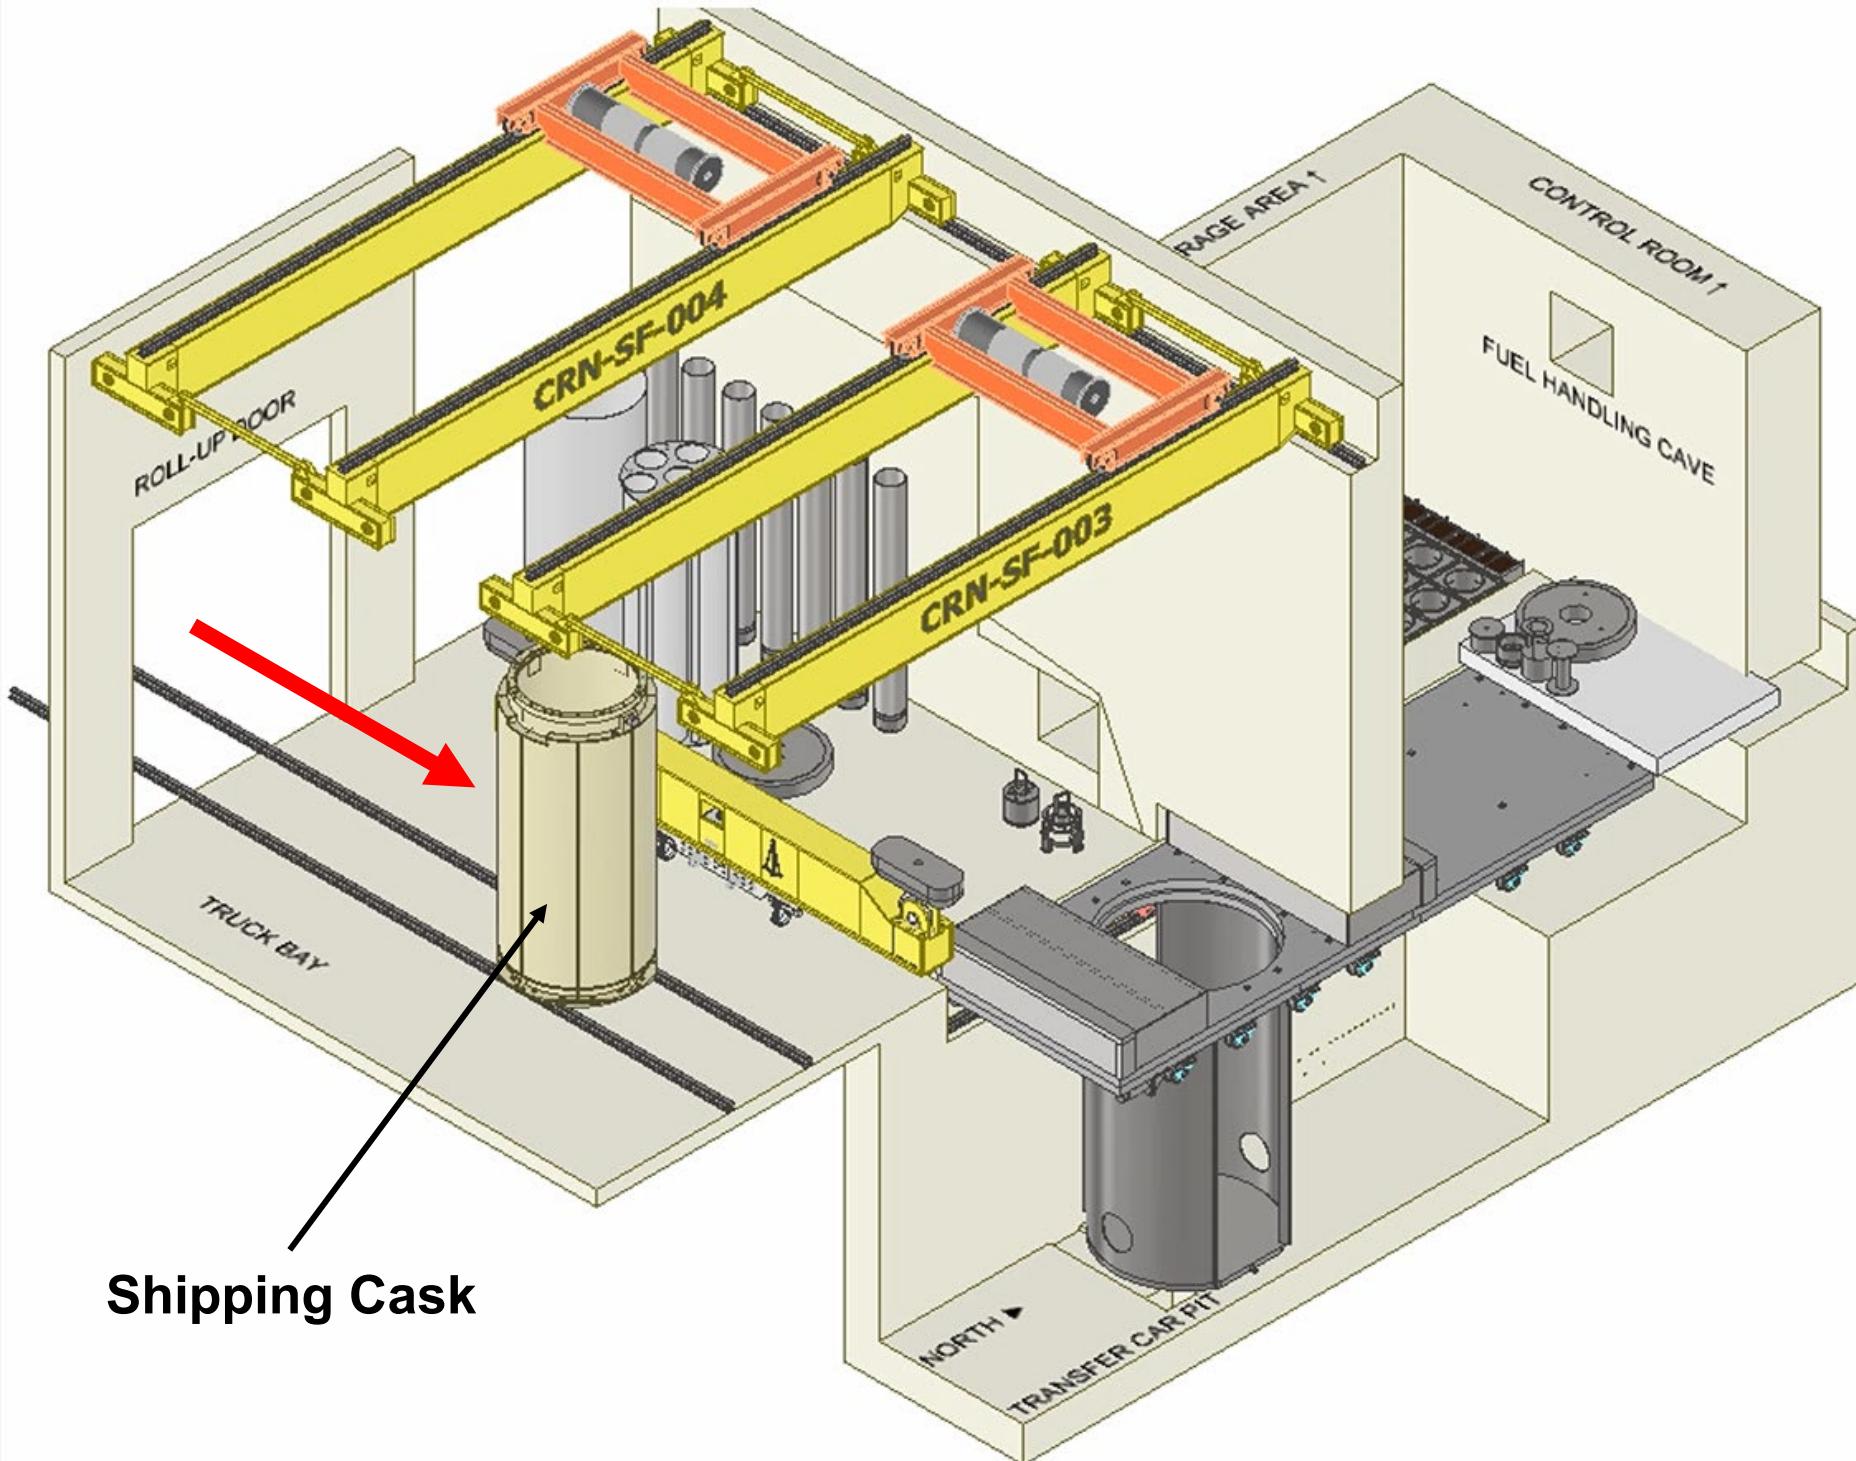 CONTROL ROOM ↑
RAGE AREA ↑
CRN-SF-004
FUEL HANDLING CAVE
ROLL-UP DOOR
CRN-SF-003
TRUCK BAY
Shipping Cask
NORTH ►
TRANSFER CAR PIT